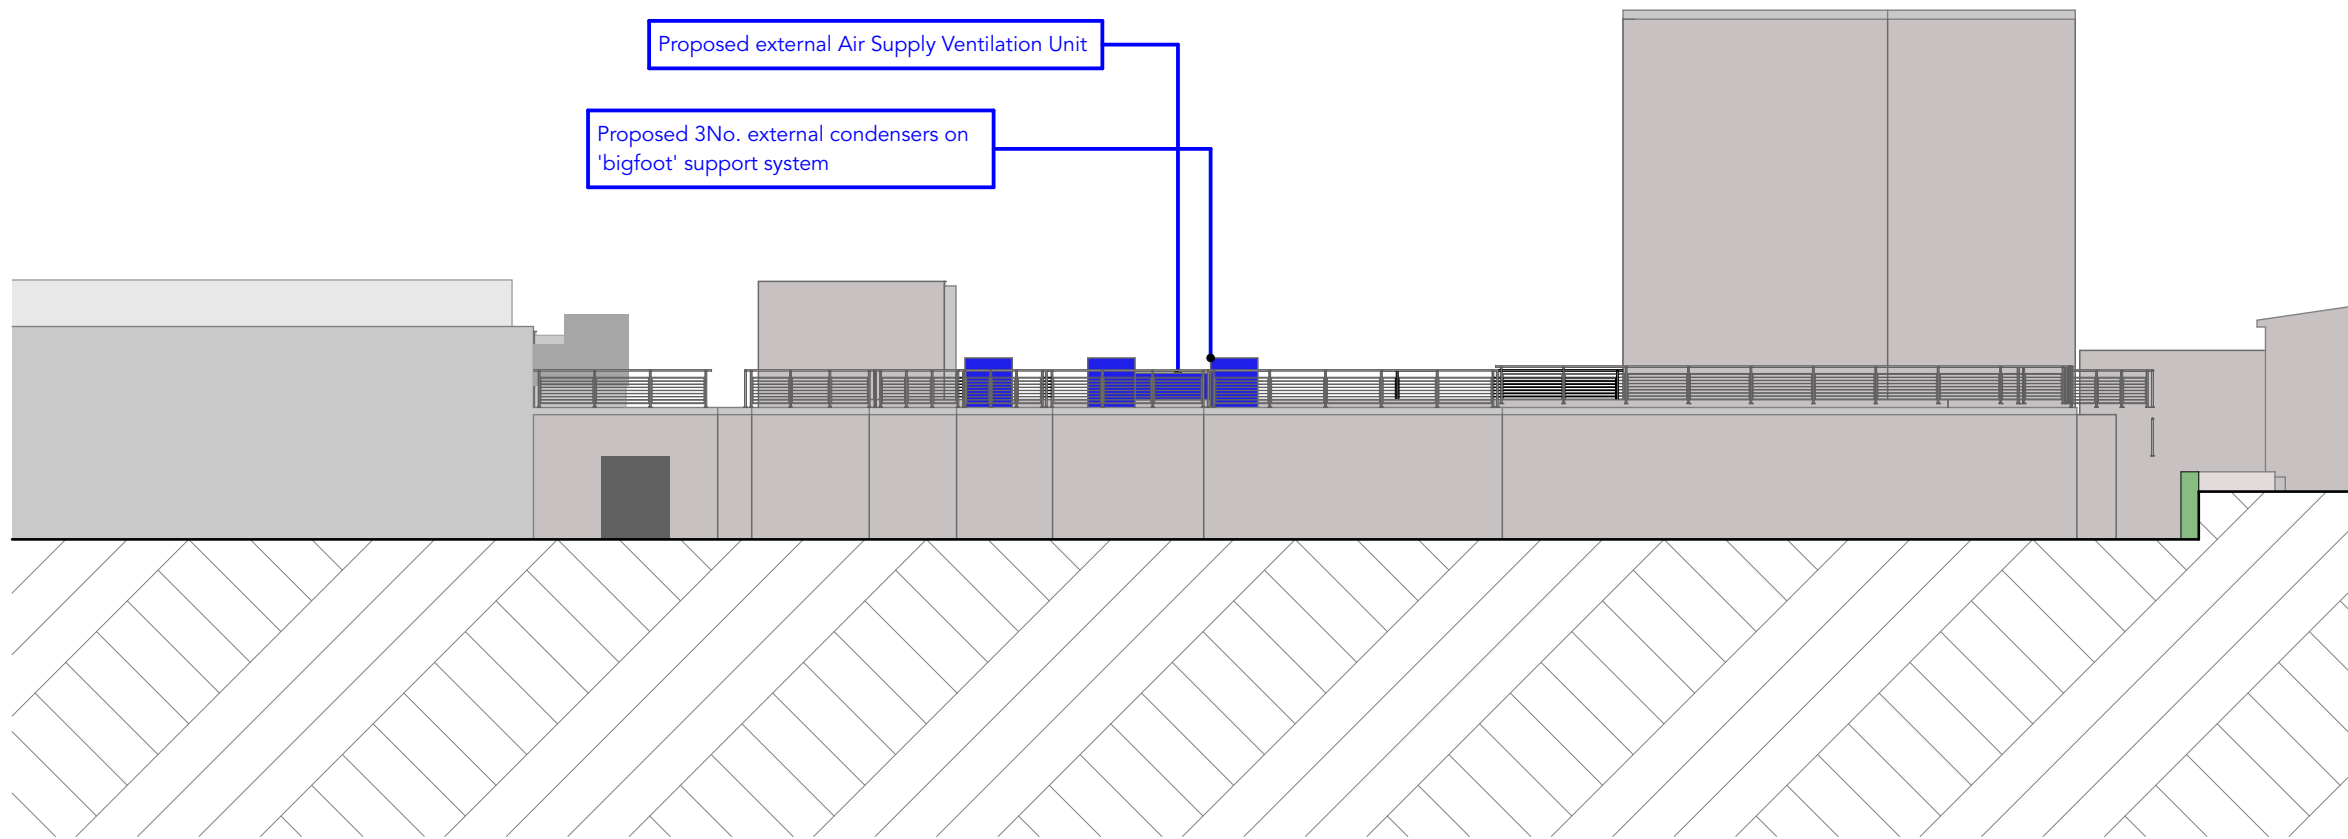 Proposed external Air Supply Ventilation Unit
Proposed 3No. external condensers on
'bigfoot' support system